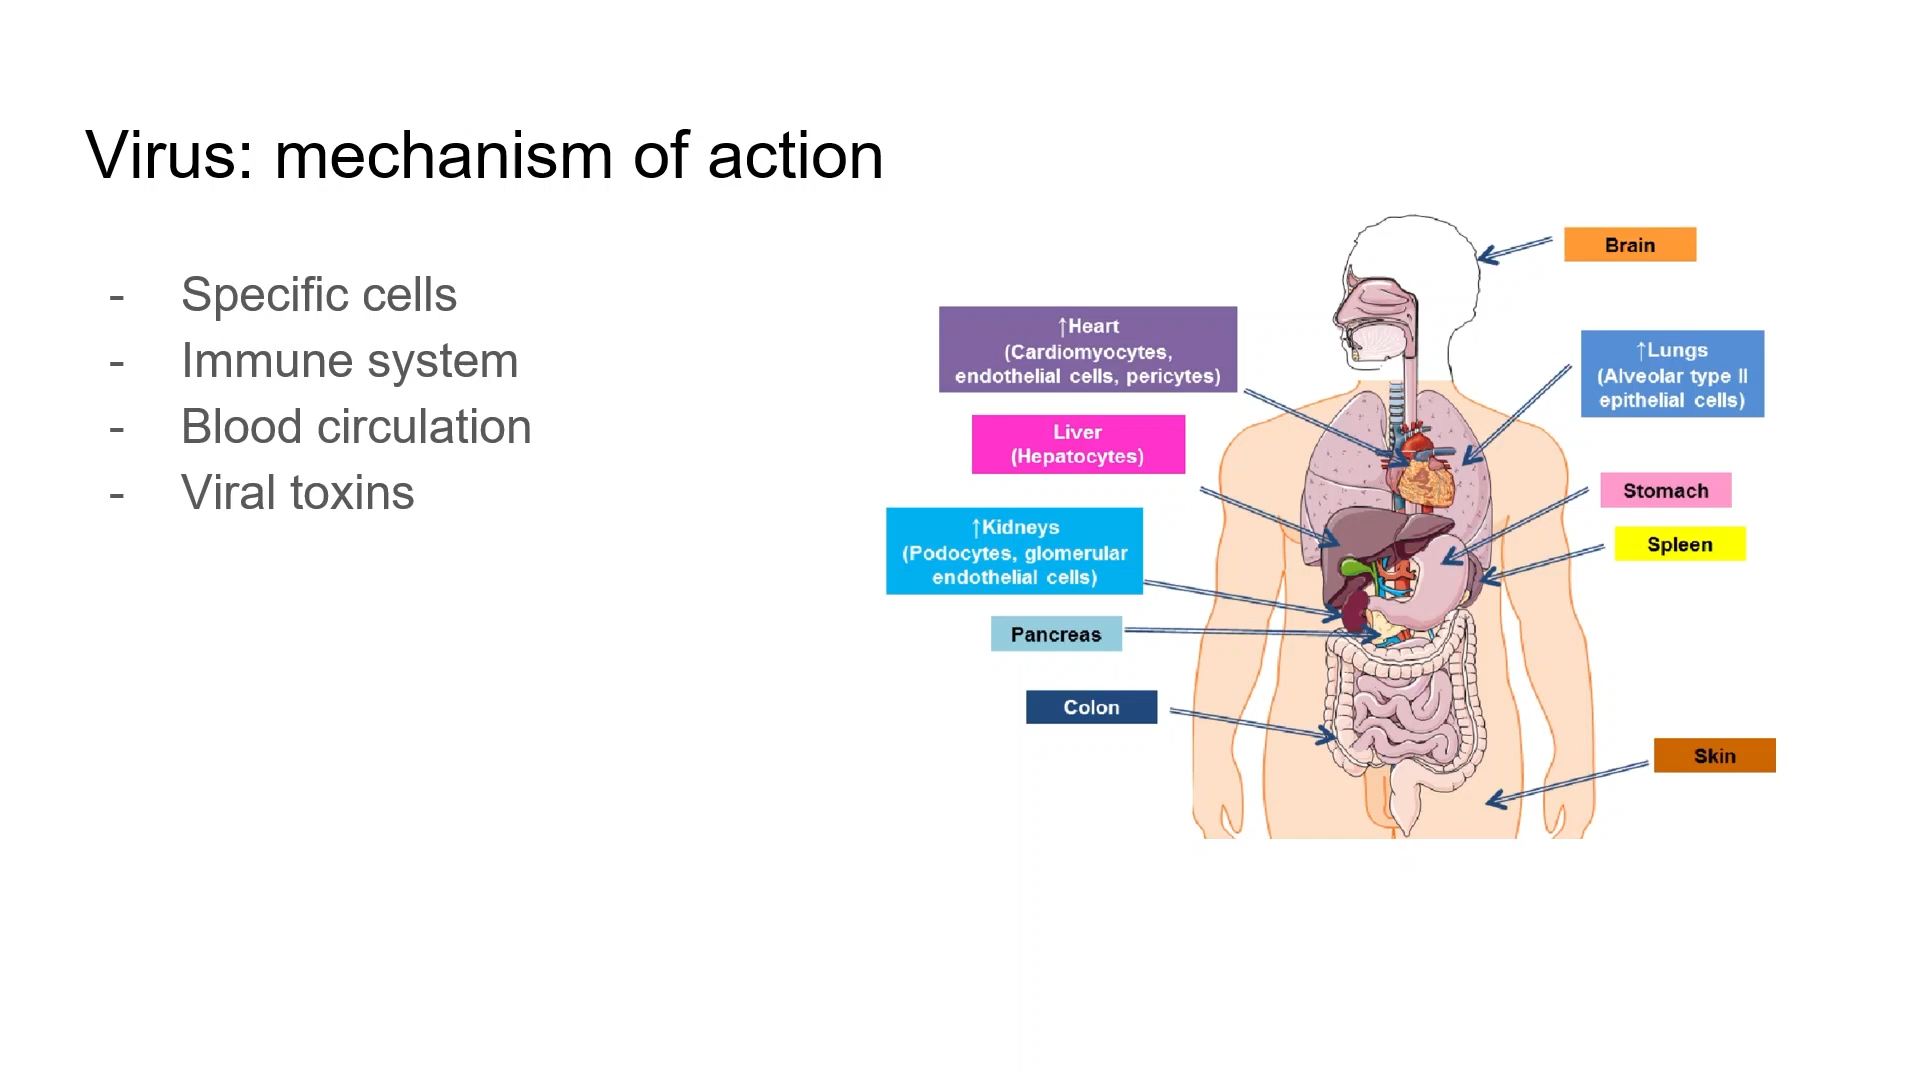 Virus: mechanism of action
- Specific cells
- Immune system
- Blood circulation
- Viral toxins
Brain
↑Heart
(Cardiomyocytes,
endothelial cells, pericytes)
↑Lungs
(Alveolar type II
epithelial cells)
Liver
(Hepatocytes)
Stomach
↑Kidneys
(Podocytes, glomerular
endothelial cells)
Spleen
Pancreas
Colon
Skin